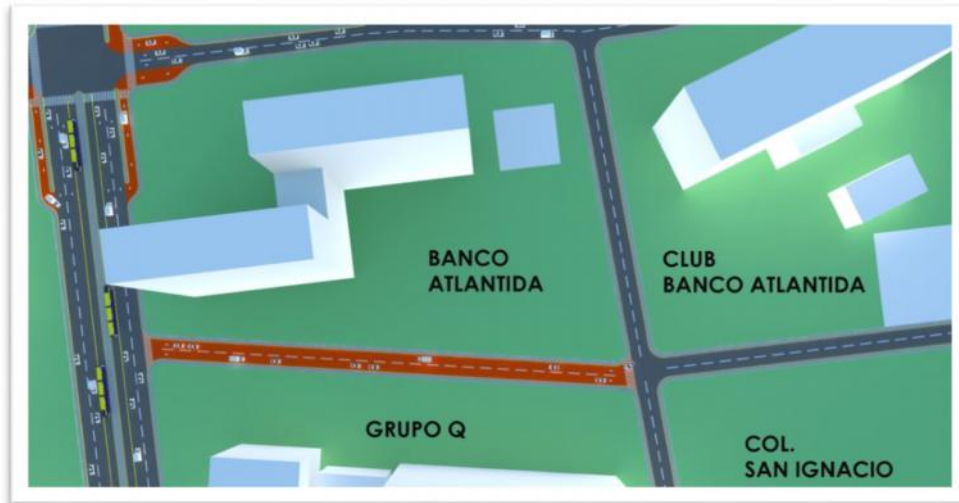 BANCO
ATLANTIDA
CLUB
BANCO ATLANTIDA
GRUPO Q
COL.
SAN IGNACIO